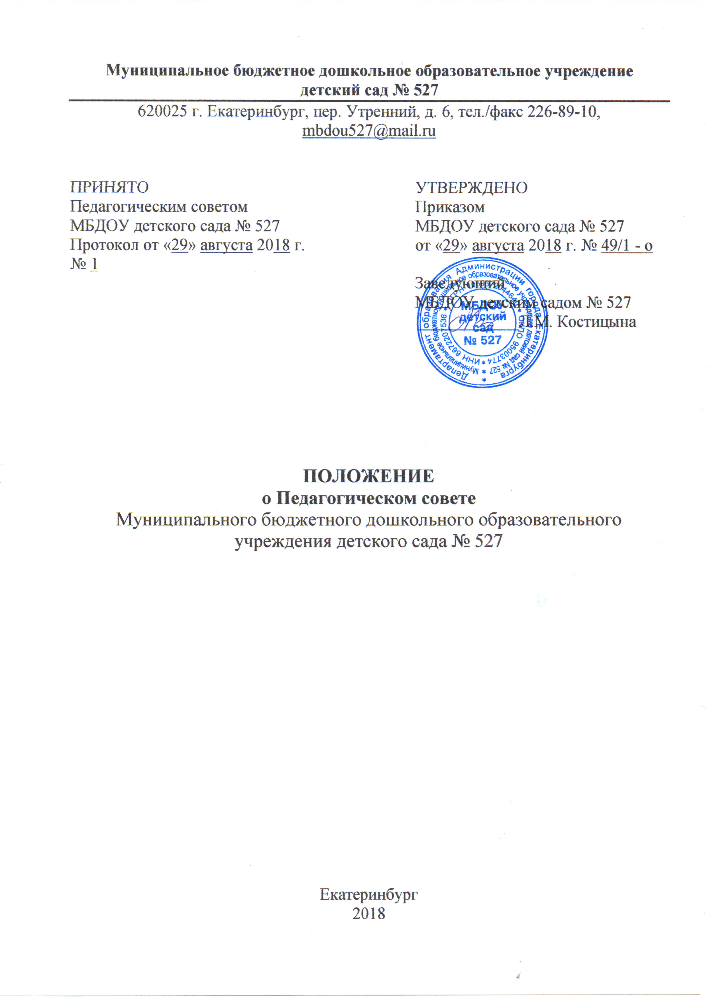 Муниципальное бюджетное дошкольное образовательное учреждение
детский сад № 527
620025 г. Екатеринбург, пер. Утренний, д. 6, тел./факс 226-89-10,
mbdou527@mail.ru
ПРИНЯТО
Педагогическим советом
МБДОУ детского сада № 527
Протокол от «29» августа 2018 г.
№ 1
УТВЕРЖДЕНО
Приказом
МБДОУ детского сада № 527
от «29» августа 2018 г. № 49/1 - о
Заведующий
МБДОУ детским садом № 527
Л.М. Костицына
Департамент образования Администрации города Екатеринбурга
Муниципальное бюджетное дошкольное образовательное учреждение детский сад № 527
ИНН 6672207536 * ОКПО 95003774
МБДОУ
детский
сад
№ 527
ПОЛОЖЕНИЕ
о Педагогическом совете
Муниципального бюджетного дошкольного образовательного
учреждения детского сада № 527
Екатеринбург
2018